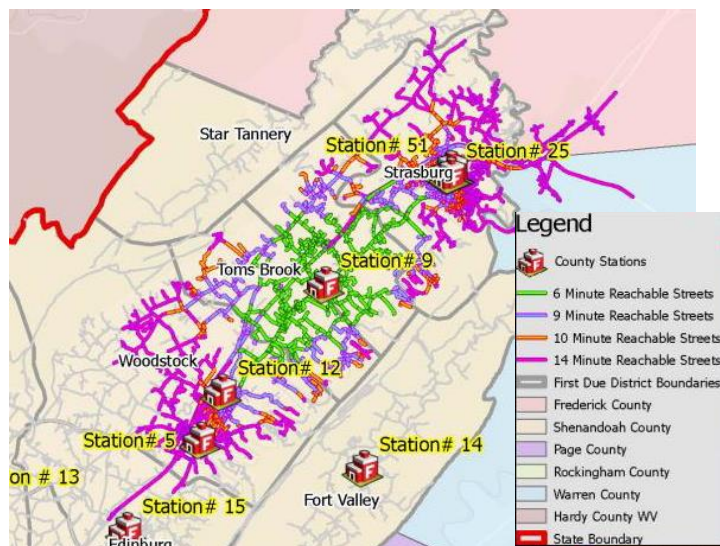 Star Tannery
Station# 51
Station# 25
Strasburg
Station# 9
Toms Brook
Woodstock
Station# 12
Station# 5
Station# 14
on # 13
Station# 15
Fort Valley
Edinburg
Legend
County Stations
6 Minute Reachable Streets
9 Minute Reachable Streets
10 Minute Reachable Streets
14 Minute Reachable Streets
First Due District Boundaries
Frederick County
Shenandoah County
Page County
Rockingham County
Warren County
Hardy County WV
State Boundary